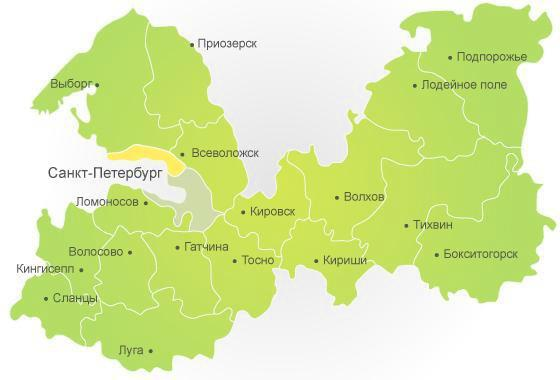 Приозерск
Подпорожье
Выборг
Лодейное поле
Всеволожск
Санкт-Петербург
Ломоносов
Волхов
Кировск
Тихвин
Гатчина
Волосово
Бокситогорск
Тосно
Кириши
Кингисепп
Сланцы
Луга